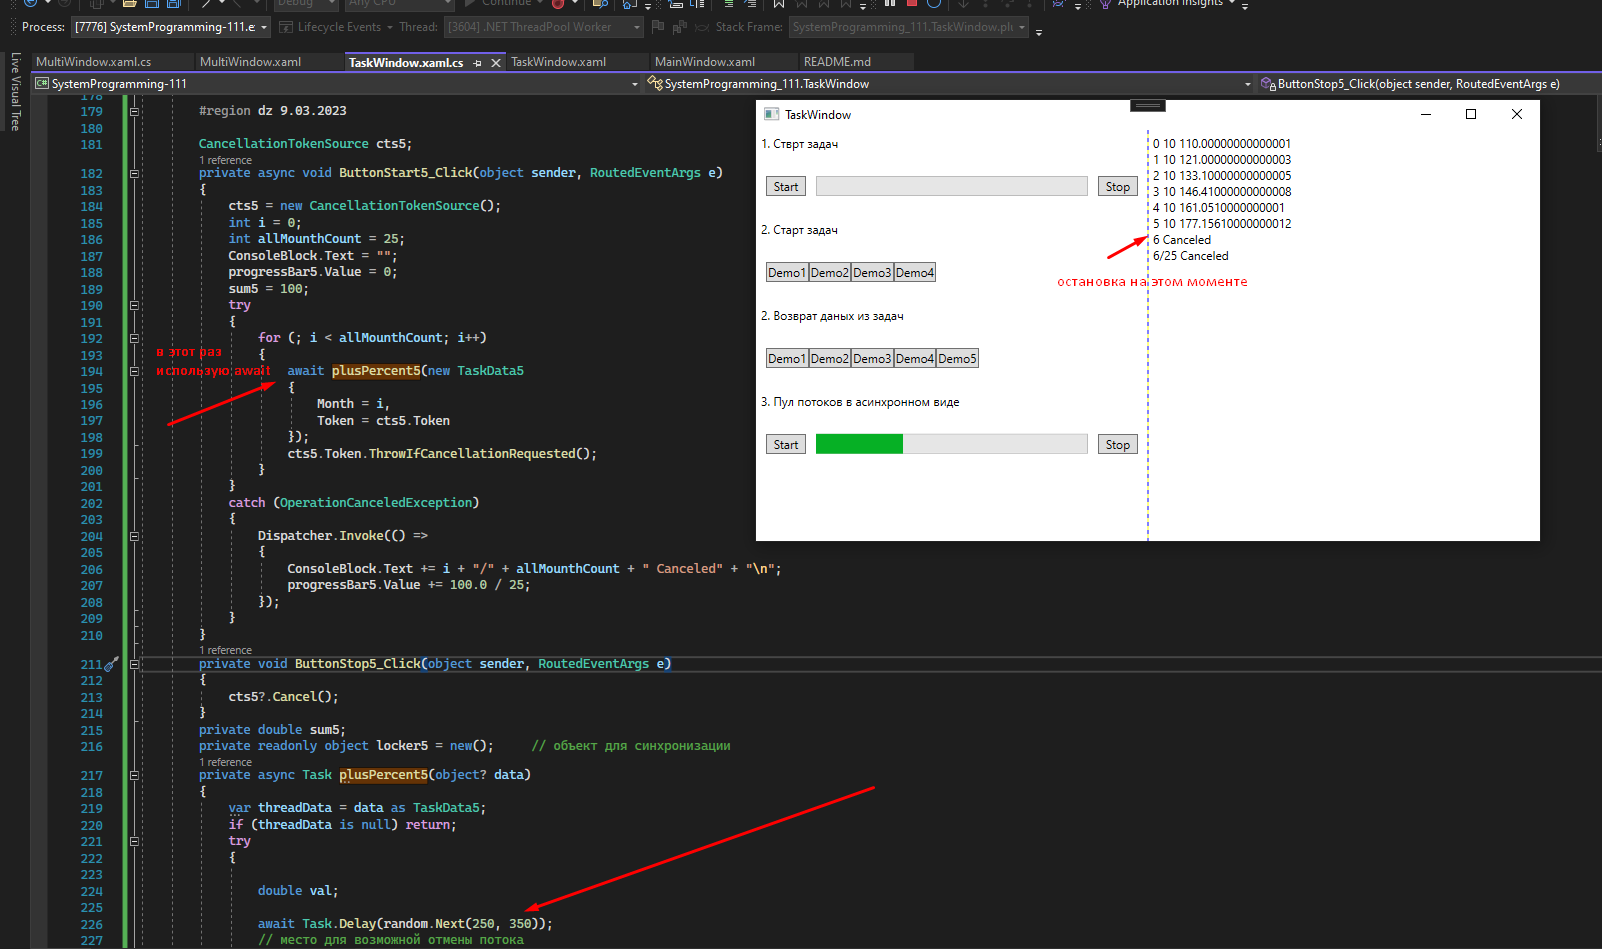 Debug Any CPU Continue Application Insights
Process: [7776] SystemProgramming-111.e Lifecycle Events Thread: [3604] .NET ThreadPool Worker Stack Frame: SystemProgramming_111.TaskWindow.plu
Live Visual Tree
MultiWindow.xaml.cs MultiWindow.xaml TaskWindow.xaml.cs TaskWindow.xaml MainWindow.xaml README.md
SystemProgramming-111 SystemProgramming_111.TaskWindow ButtonStop5_Click(object sender, RoutedEventArgs e)
178
179 #region dz 9.03.2023
180
181 CancellationTokenSource cts5;
1 reference
182 private async void ButtonStart5_Click(object sender, RoutedEventArgs e)
183 {
184 cts5 = new CancellationTokenSource();
185 int i = 0;
186 int allMounthCount = 25;
187 ConsoleBlock.Text = "";
188 progressBar5.Value = 0;
189 sum5 = 100;
190 try
191 {
192 for (; i < allMounthCount; i++)
193 {
в этот раз
использую await
194 await plusPercent5(new TaskData5
195 {
196 Month = i,
197 Token = cts5.Token
198 });
199 cts5.Token.ThrowIfCancellationRequested();
200 }
201 }
202 catch (OperationCanceledException)
203 {
204 Dispatcher.Invoke(() =>
205 {
206 ConsoleBlock.Text += i + "/" + allMounthCount + " Canceled" + "\n";
207 progressBar5.Value += 100.0 / 25;
208 });
209 }
210 }
1 reference
211 private void ButtonStop5_Click(object sender, RoutedEventArgs e)
212 {
213 cts5?.Cancel();
214 }
215 private double sum5;
216 private readonly object locker5 = new(); // объект для синхронизации
1 reference
217 private async Task plusPercent5(object? data)
218 {
219 var threadData = data as TaskData5;
220 if (threadData is null) return;
221 try
222 {
223
224 double val;
225
226 await Task.Delay(random.Next(250, 350));
227 // место для возможной отмены потока
TaskWindow
1. Стврт задач
Start Stop
2. Старт задач
Demo1 Demo2 Demo3 Demo4
2. Возврат даных из задач
Demo1 Demo2 Demo3 Demo4 Demo5
3. Пул потоков в асинхронном виде
Start Stop
0 10 110.00000000000001
1 10 121.00000000000003
2 10 133.10000000000005
3 10 146.41000000000008
4 10 161.0510000000001
5 10 177.15610000000012
6 Canceled
6/25 Canceled
остановка на этом моменте